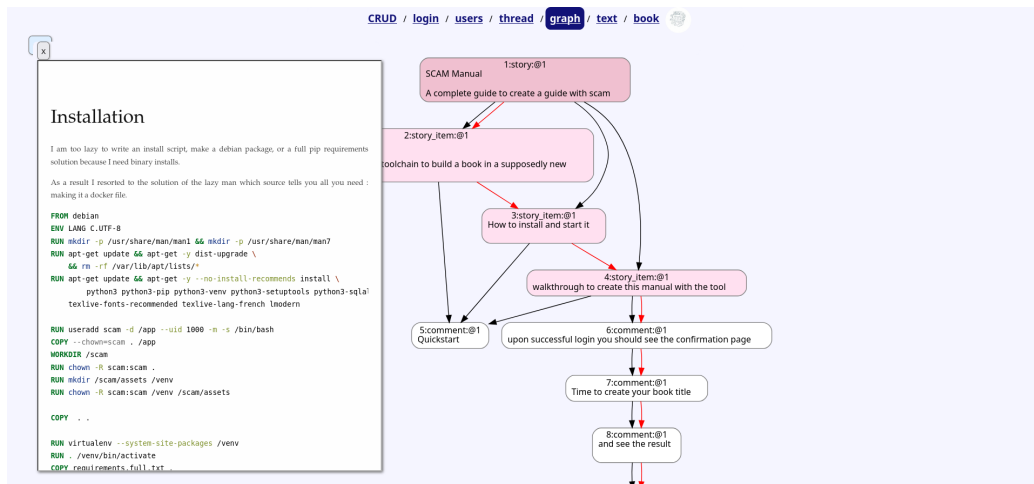 CRUD / login / users / thread / graph / text / book
x
Installation
I am too lazy to write an install script, make a debian package, or a full pip requirements
solution because I need binary installs.
As a result I resorted to the solution of the lazy man which source tells you all you need :
making it a docker file.
FROM debian
ENV LANG C.UTF-8
RUN mkdir -p /usr/share/man/man1 && mkdir -p /usr/share/man/man7
RUN apt-get update && apt-get -y dist-upgrade \
&& rm -rf /var/lib/apt/lists/*
RUN apt-get update && apt-get -y --no-install-recommends install \
python3 python3-pip python3-venv python3-setuptools python3-sqlal
texlive-fonts-recommended texlive-lang-french lmodern
RUN useradd scam -d /app --uid 1000 -m -s /bin/bash
COPY --chown=scam . /app
WORKDIR /scam
RUN chown -R scam:scam .
RUN mkdir /scam/assets /venv
RUN chown -R scam:scam /venv /scam/assets
COPY . .
RUN virtualenv --system-site-packages /venv
RUN . /venv/bin/activate
COPY requirements.full.txt .
1:story:@1
SCAM Manual
A complete guide to create a guide with scam
2:story_item:@1
toolchain to build a book in a supposedly new
3:story_item:@1
How to install and start it
4:story_item:@1
walkthrough to create this manual with the tool
5:comment:@1
Quickstart
6:comment:@1
upon successful login you should see the confirmation page
7:comment:@1
Time to create your book title
8:comment:@1
and see the result